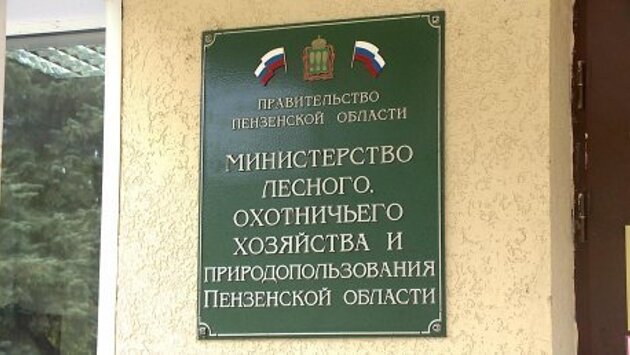 ПРАВИТЕЛЬСТВО
ПЕНЗЕНСКОЙ ОБЛАСТИ
МИНИСТЕРСТВО
ЛЕСНОГО,
ОХОТНИЧЬЕГО
ХОЗЯЙСТВА И
ПРИРОДОПОЛЬЗОВАНИЯ
ПЕНЗЕНСКОЙ ОБЛАСТИ